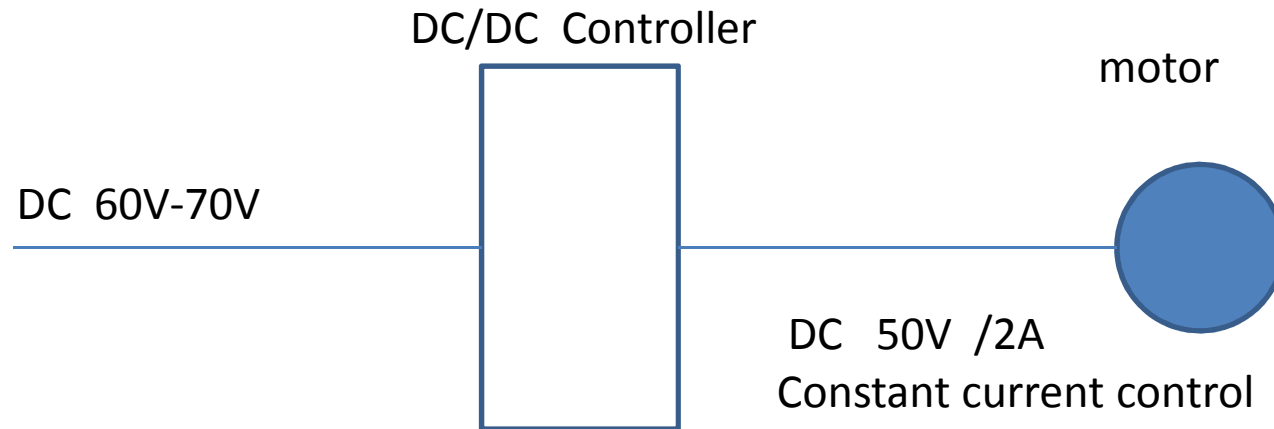 DC/DC Controller
motor
DC 60V-70V
DC 50V /2A
Constant current control